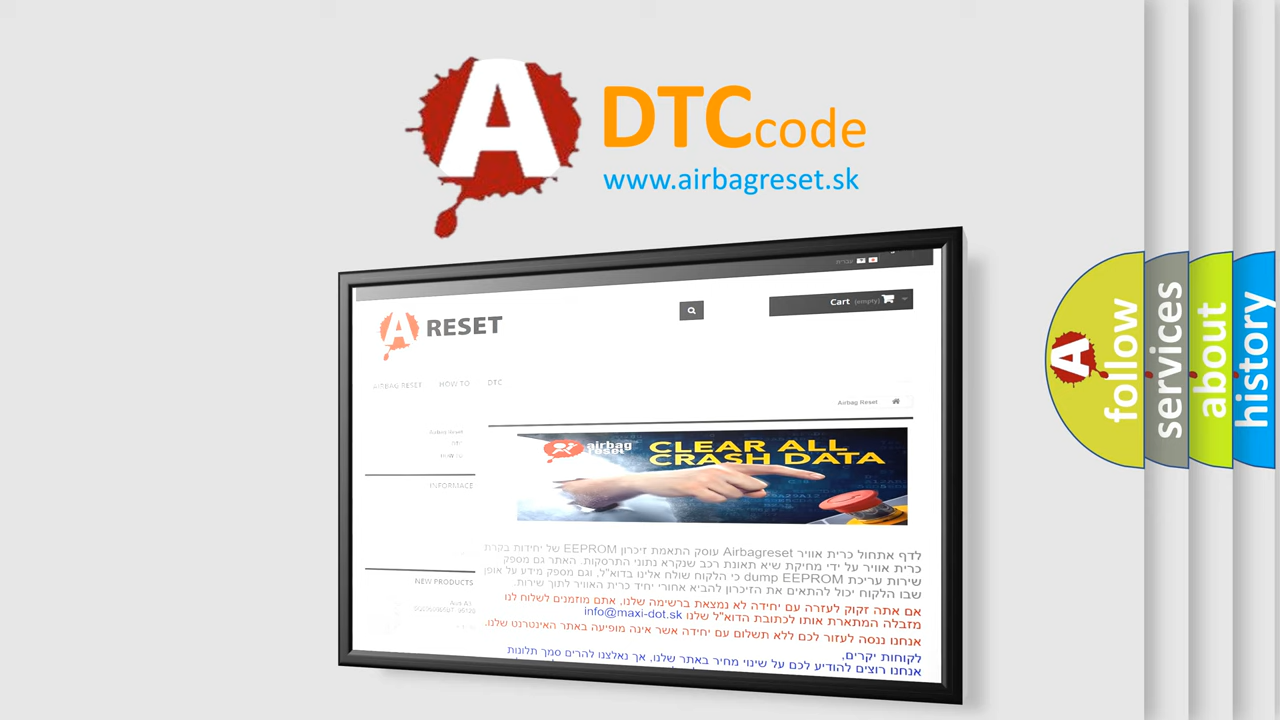 A DTCcode
www.airbagreset.sk
עברית
Cart (empty)
A RESET
AIRBAG RESET HOW TO DTC
Airbag Reset
Airbag Reset
DTC
HOW TO
INFORMACE
NEW PRODUCTS
airbag
reset
CLEAR ALL
CRASH DATA
לדף אתחול כרית אוויר Airbagreset עוסק התאמת זיכרון EEPROM של יחידות בקרת
כרית אוויר על ידי מחיקת שיא תאונת רכב שנקרא נתוני התרסקות. האתר גם מספק
שירות עריכת dump EEPROM כי הלקוח שולח אלינו בדוא"ל, וגם מספק מידע על אופן
שבו הלקוח יכול להתאים את הזיכרון להביא אחורי יחיד כרית האוויר לתוך שירות.
אם אתה זקוק לעזרה עם יחידה לא נמצאת ברשימה שלנו, אתם מוזמנים לשלוח לנו
מזבלה המתארת אותו לכתובת הדוא"ל שלנו info@maxi-dot.sk
אנחנו ננסה לעזור לכם ללא תשלום עם יחידה אשר אינה מופיעה באתר האינטרנט שלנו.
לקוחות יקרים,
אנחנו רוצים להודיע לכם על שינוי מחיר באתר שלנו, אך נאלצנו להרים סמך תלונות
A follow
services
about
history